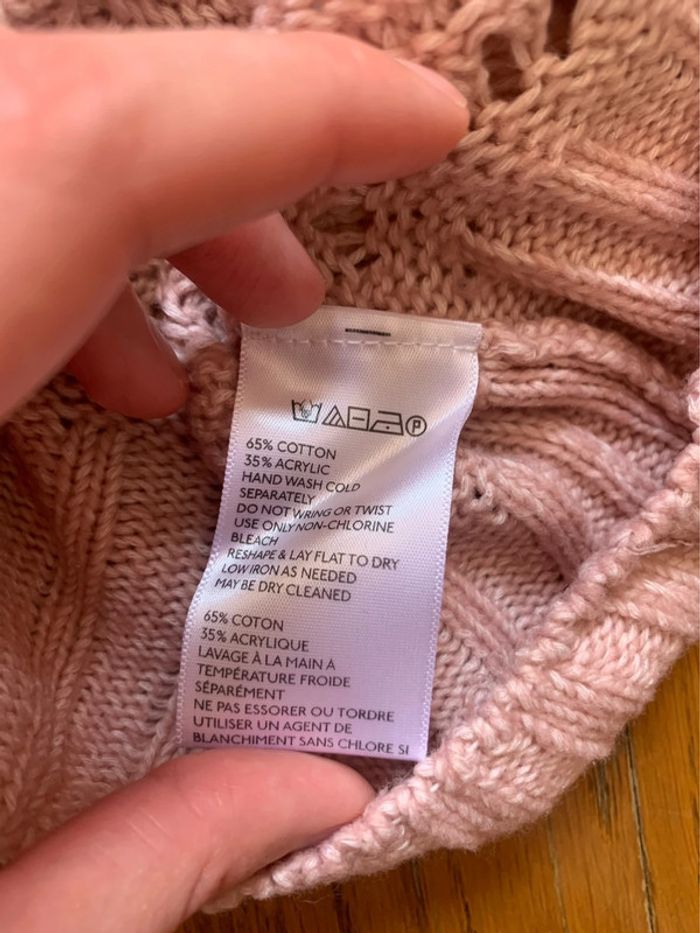 P
65% COTTON
35% ACRYLIC
HAND WASH COLD
SEPARATELY
DO NOT WRING OR TWIST
USE ONLY NON-CHLORINE
BLEACH
RESHAPE & LAY FLAT TO DRY
LOW IRON AS NEEDED
MAY BE DRY CLEANED
65% COTON
35% ACRYLIQUE
LAVAGE À LA MAIN À
TEMPÉRATURE FROIDE
SÉPARÉMENT
NE PAS ESSORER OU TORDRE
UTILISER UN AGENT DE
BLANCHIMENT SANS CHLORE SI